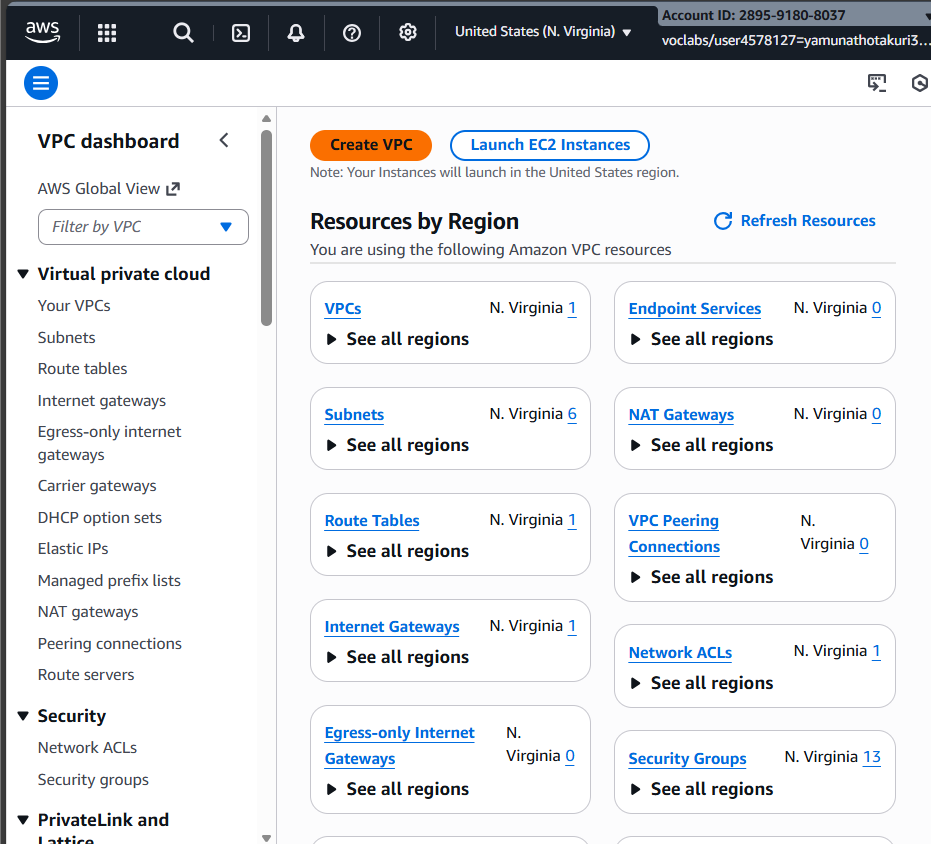 aws
United States (N. Virginia)
Account ID: 2895-9180-8037
voclabs/user4578127=yamunathotakuri3...
VPC dashboard
AWS Global View
Filter by VPC
Virtual private cloud
Your VPCs
Subnets
Route tables
Internet gateways
Egress-only internet
gateways
Carrier gateways
DHCP option sets
Elastic IPs
Managed prefix lists
NAT gateways
Peering connections
Route servers
Security
Network ACLs
Security groups
PrivateLink and
Lattice
Create VPC
Launch EC2 Instances
Note: Your Instances will launch in the United States region.
Resources by Region
Refresh Resources
You are using the following Amazon VPC resources
VPCs N. Virginia 1
See all regions
Endpoint Services N. Virginia 0
See all regions
Subnets N. Virginia 6
See all regions
NAT Gateways N. Virginia 0
See all regions
Route Tables N. Virginia 1
See all regions
VPC Peering N.
Connections Virginia 0
See all regions
Internet Gateways N. Virginia 1
See all regions
Network ACLs N. Virginia 1
See all regions
Egress-only Internet N.
Gateways Virginia 0
See all regions
Security Groups N. Virginia 13
See all regions